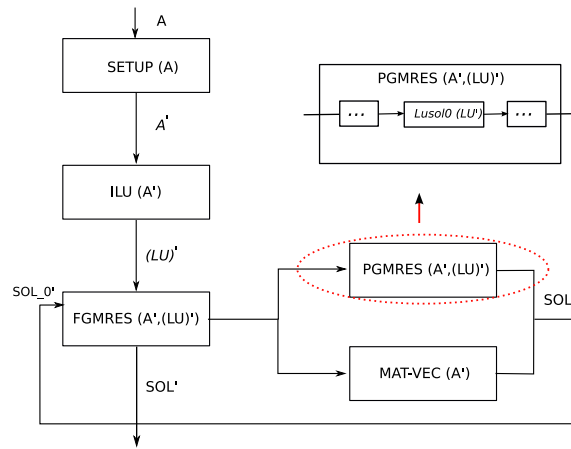 A
SETUP (A)
A'
ILU (A')
(LU)'
SOL_0'
FGMRES (A',(LU)')
SOL'
PGMRES (A',(LU)')
...
Lusol0 (LU')
...
PGMRES (A',(LU)')
SOL
MAT-VEC (A')